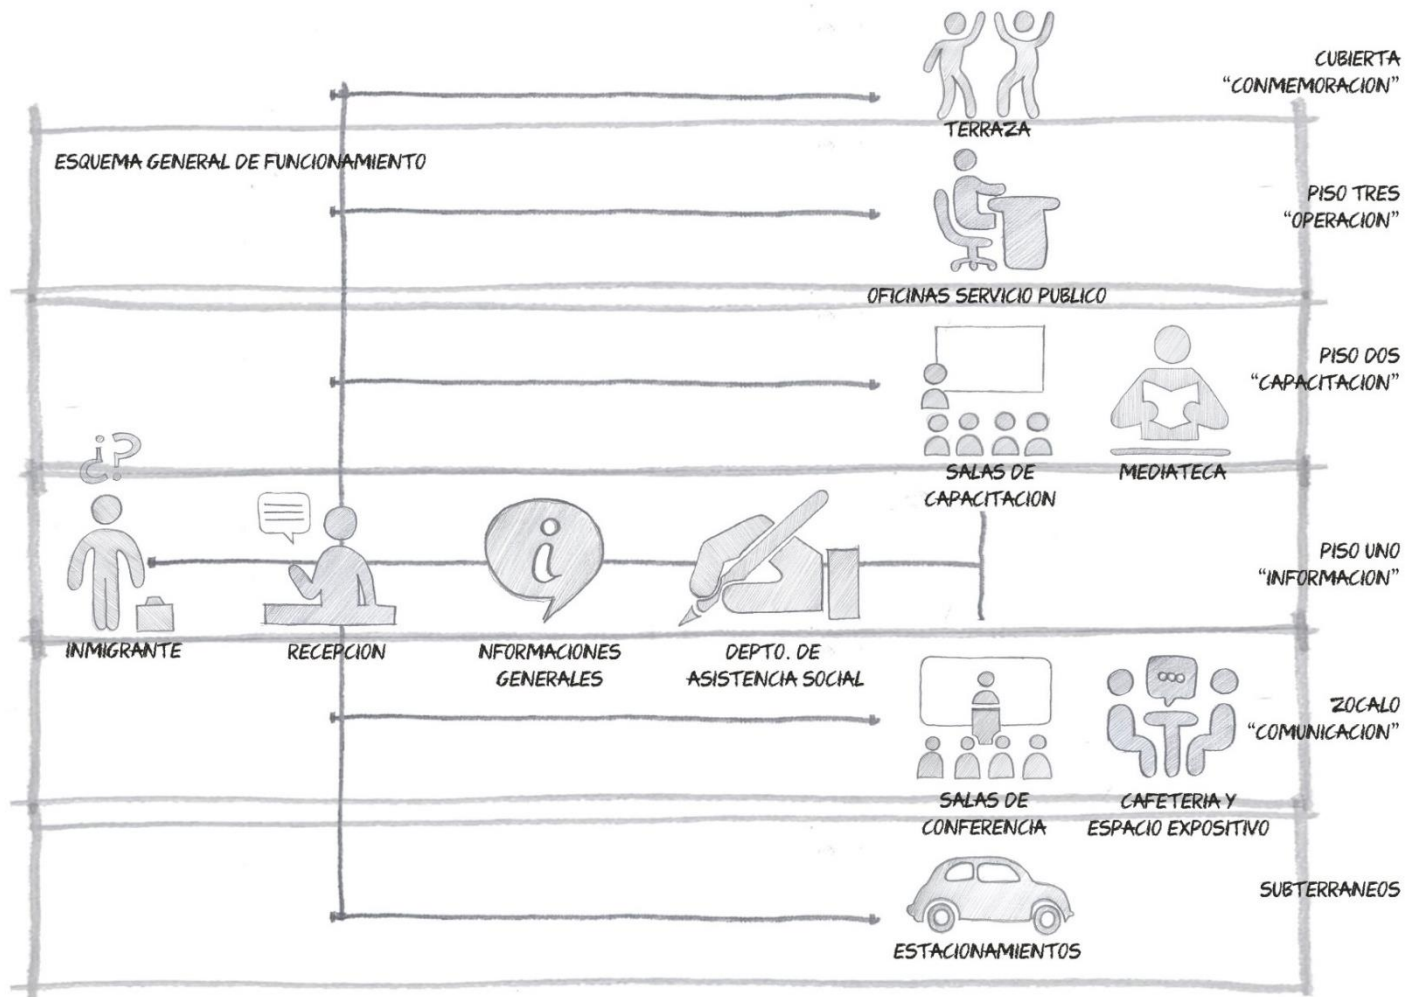 CUBIERTA
“CONMEMORACION”
TERRAZA
ESQUEMA GENERAL DE FUNCIONAMIENTO
PISO TRES
“OPERACION”
OFICINAS SERVICIO PUBLICO
PISO DOS
“CAPACITACION”
¿?
SALAS DE
CAPACITACION
MEDIATECA
i
PISO UNO
“INFORMACION”
INMIGRANTE
RECEPCION
NFORMACIONES
GENERALES
DEPTO. DE
ASISTENCIA SOCIAL
ZOCALO
“COMUNICACION”
SALAS DE
CONFERENCIA
CAFETERIA Y
ESPACIO EXPOSITIVO
SUBTERRANEOS
ESTACIONAMIENTOS